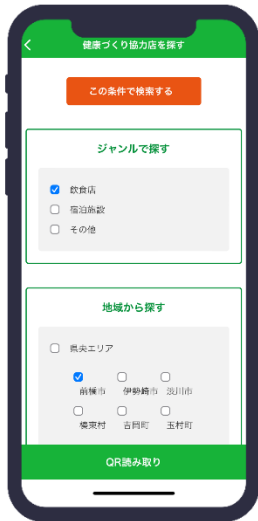 健康づくり協力店を探す
この条件で検索する
ジャンルで探す
飲食店
宿泊施設
その他
地域から探す
県央エリア
前橋市 伊勢崎市 渋川市
榛東村 吉岡町 玉村町
QR読み取り